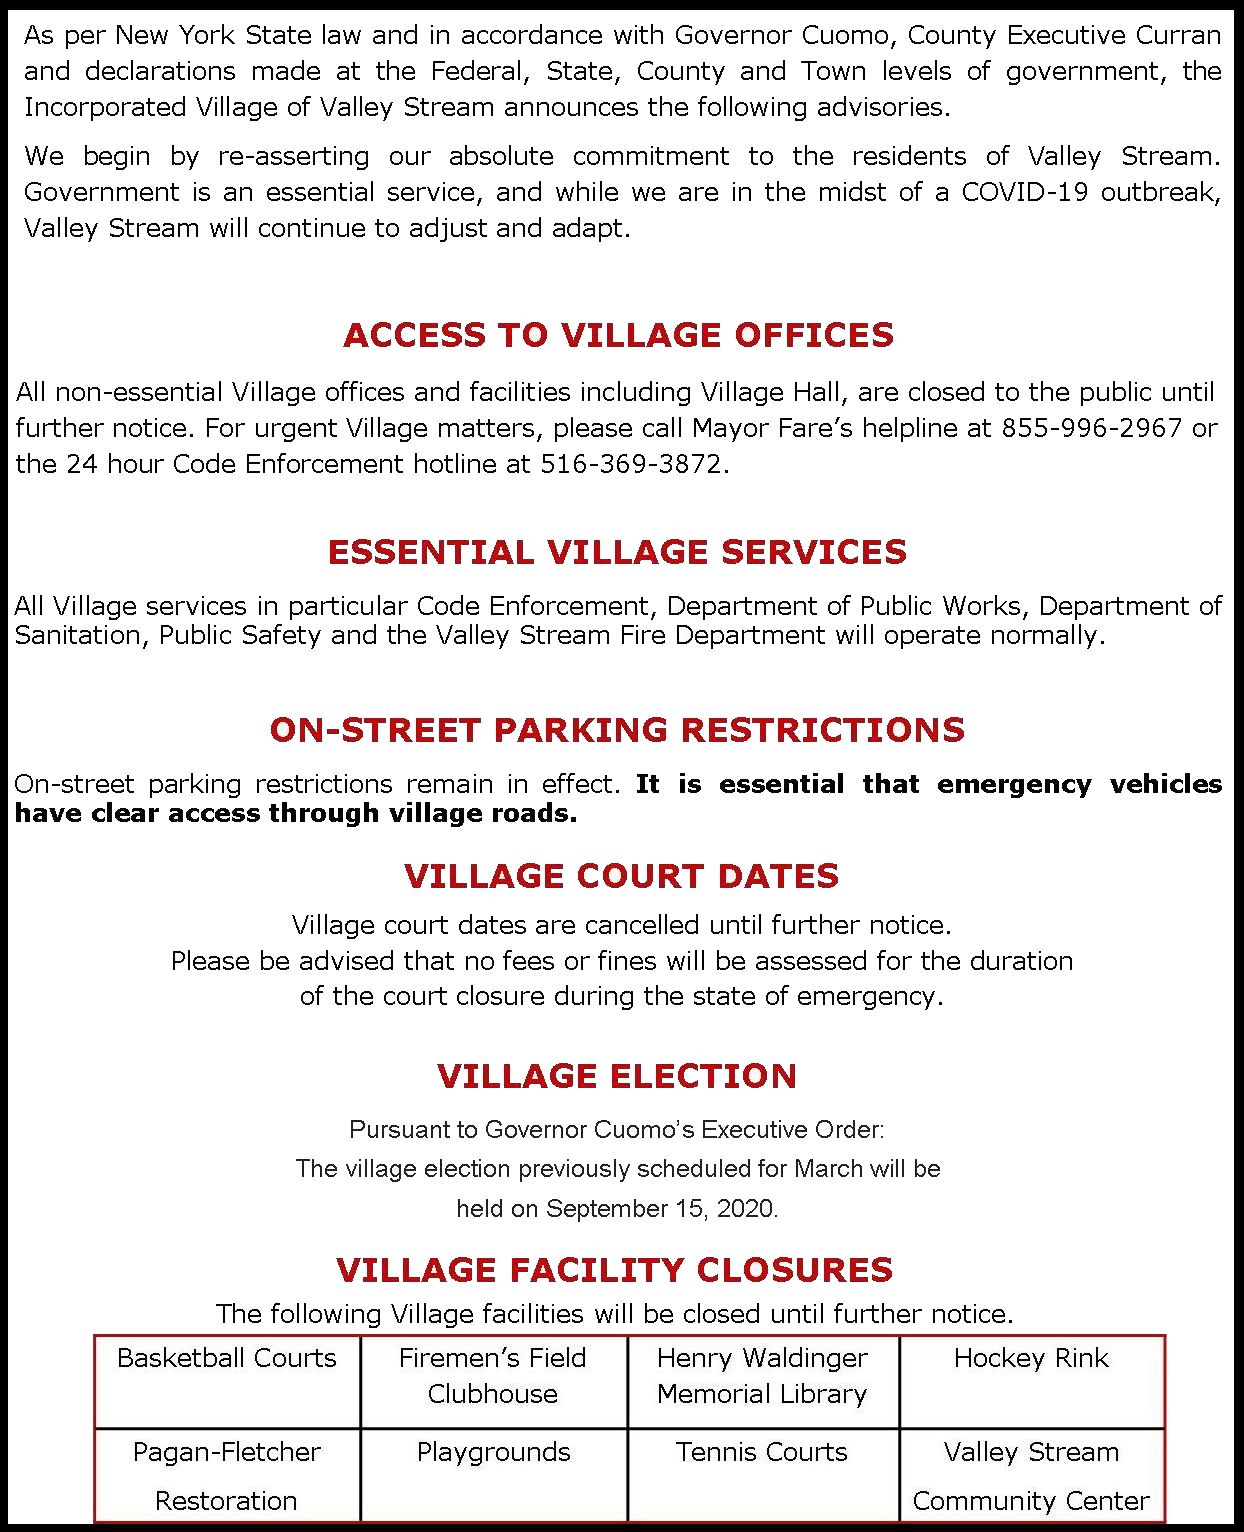 As per New York State law and in accordance with Governor Cuomo, County Executive Curran
and declarations made at the Federal, State, County and Town levels of government, the
Incorporated Village of Valley Stream announces the following advisories.
We begin by re-asserting our absolute commitment to the residents of Valley Stream.
Government is an essential service, and while we are in the midst of a COVID-19 outbreak,
Valley Stream will continue to adjust and adapt.
ACCESS TO VILLAGE OFFICES
All non-essential Village offices and facilities including Village Hall, are closed to the public until
further notice. For urgent Village matters, please call Mayor Fare’s helpline at 855-996-2967 or
the 24 hour Code Enforcement hotline at 516-369-3872.
ESSENTIAL VILLAGE SERVICES
All Village services in particular Code Enforcement, Department of Public Works, Department of
Sanitation, Public Safety and the Valley Stream Fire Department will operate normally.
ON-STREET PARKING RESTRICTIONS
On-street parking restrictions remain in effect. It is essential that emergency vehicles
have clear access through village roads.
VILLAGE COURT DATES
Village court dates are cancelled until further notice.
Please be advised that no fees or fines will be assessed for the duration
of the court closure during the state of emergency.
VILLAGE ELECTION
Pursuant to Governor Cuomo’s Executive Order:
The village election previously scheduled for March will be
held on September 15, 2020.
VILLAGE FACILITY CLOSURES
The following Village facilities will be closed until further notice.
Basketball Courts
Firemen’s Field
Clubhouse
Henry Waldinger
Memorial Library
Hockey Rink
Pagan-Fletcher
Restoration
Playgrounds
Tennis Courts
Valley Stream
Community Center